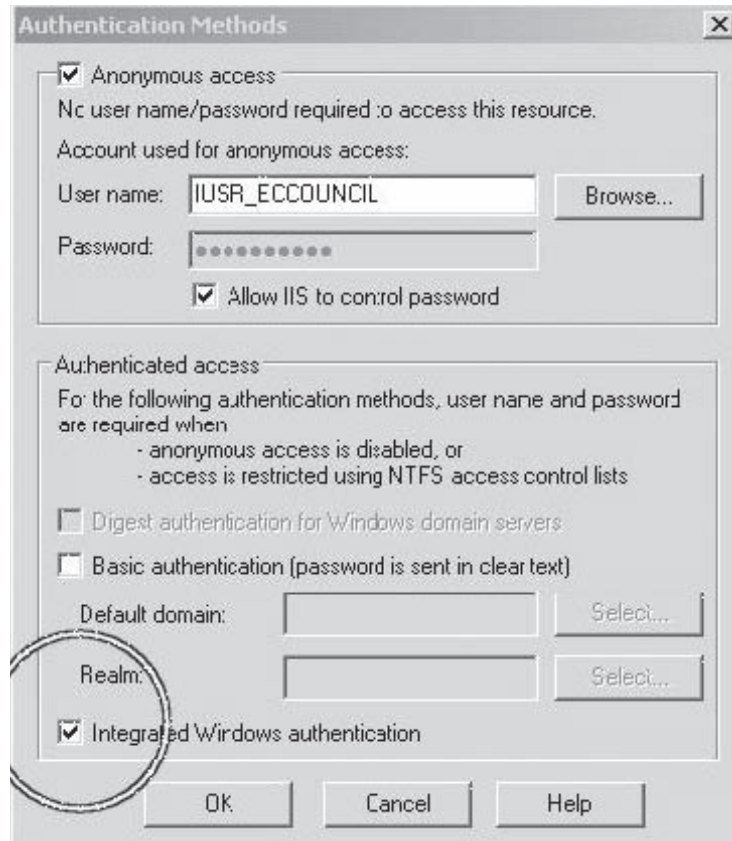 Authentication Methods
Anonymous access
No user name/password required to access this resource.
Account used for anonymous access:
User name: IUSR_ECCOUNCIL Browse...
Password: ●●●●●●●●●●
Allow IIS to control password
Authenticated access
For the following authentication methods, user name and password
are required when
- anonymous access is disabled, or
- access is restricted using NTFS access control lists
Digest authentication for Windows domain servers
Basic authentication (password is sent in clear text)
Default domain: Select...
Realm: Select...
Integrated Windows authentication
OK Cancel Help